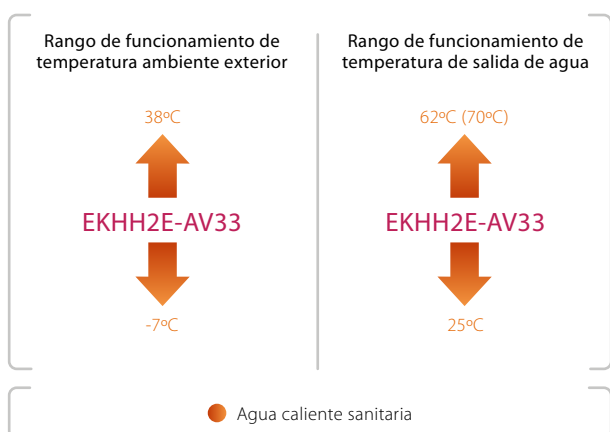 Rango de funcionamiento de
temperatura ambiente exterior
38ºC
EKHH2E-AV33
-7ºC
Rango de funcionamiento de
temperatura de salida de agua
62ºC (70ºC)
EKHH2E-AV33
25ºC
Agua caliente sanitaria